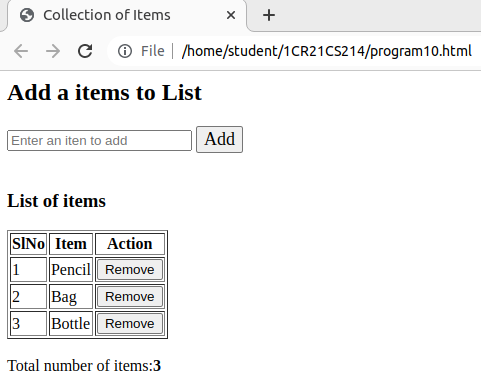 Collection of Items
File /home/student/1CR21CS214/program10.html
Add a items to List
Enter an iten to add Add
List of items
SlNo Item Action
1 Pencil Remove
2 Bag Remove
3 Bottle Remove
Total number of items:3